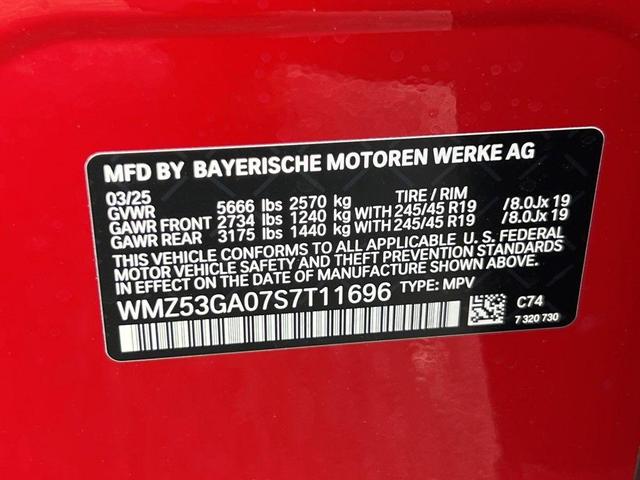 MFD BY BAYERISCHE MOTOREN WERKE AG
03/25 TIRE / RIM
GVWR 5666 lbs 2570 kg
GAWR FRONT 2734 lbs 1240 kg WITH 245/45 R19 /8.0Jx19
GAWR REAR 3175 lbs 1440 kg WITH 245/45 R19 /8.0Jx19
THIS VEHICLE CONFORMS TO ALL APPLICABLE U. S. FEDERAL
MOTOR VEHICLE SAFETY AND THEFT PREVENTION STANDARDS
IN EFFECT ON THE DATE OF MANUFACTURE SHOWN ABOVE.
WMZ53GA07S7T11696 TYPE: MPV
C74
7 320 730